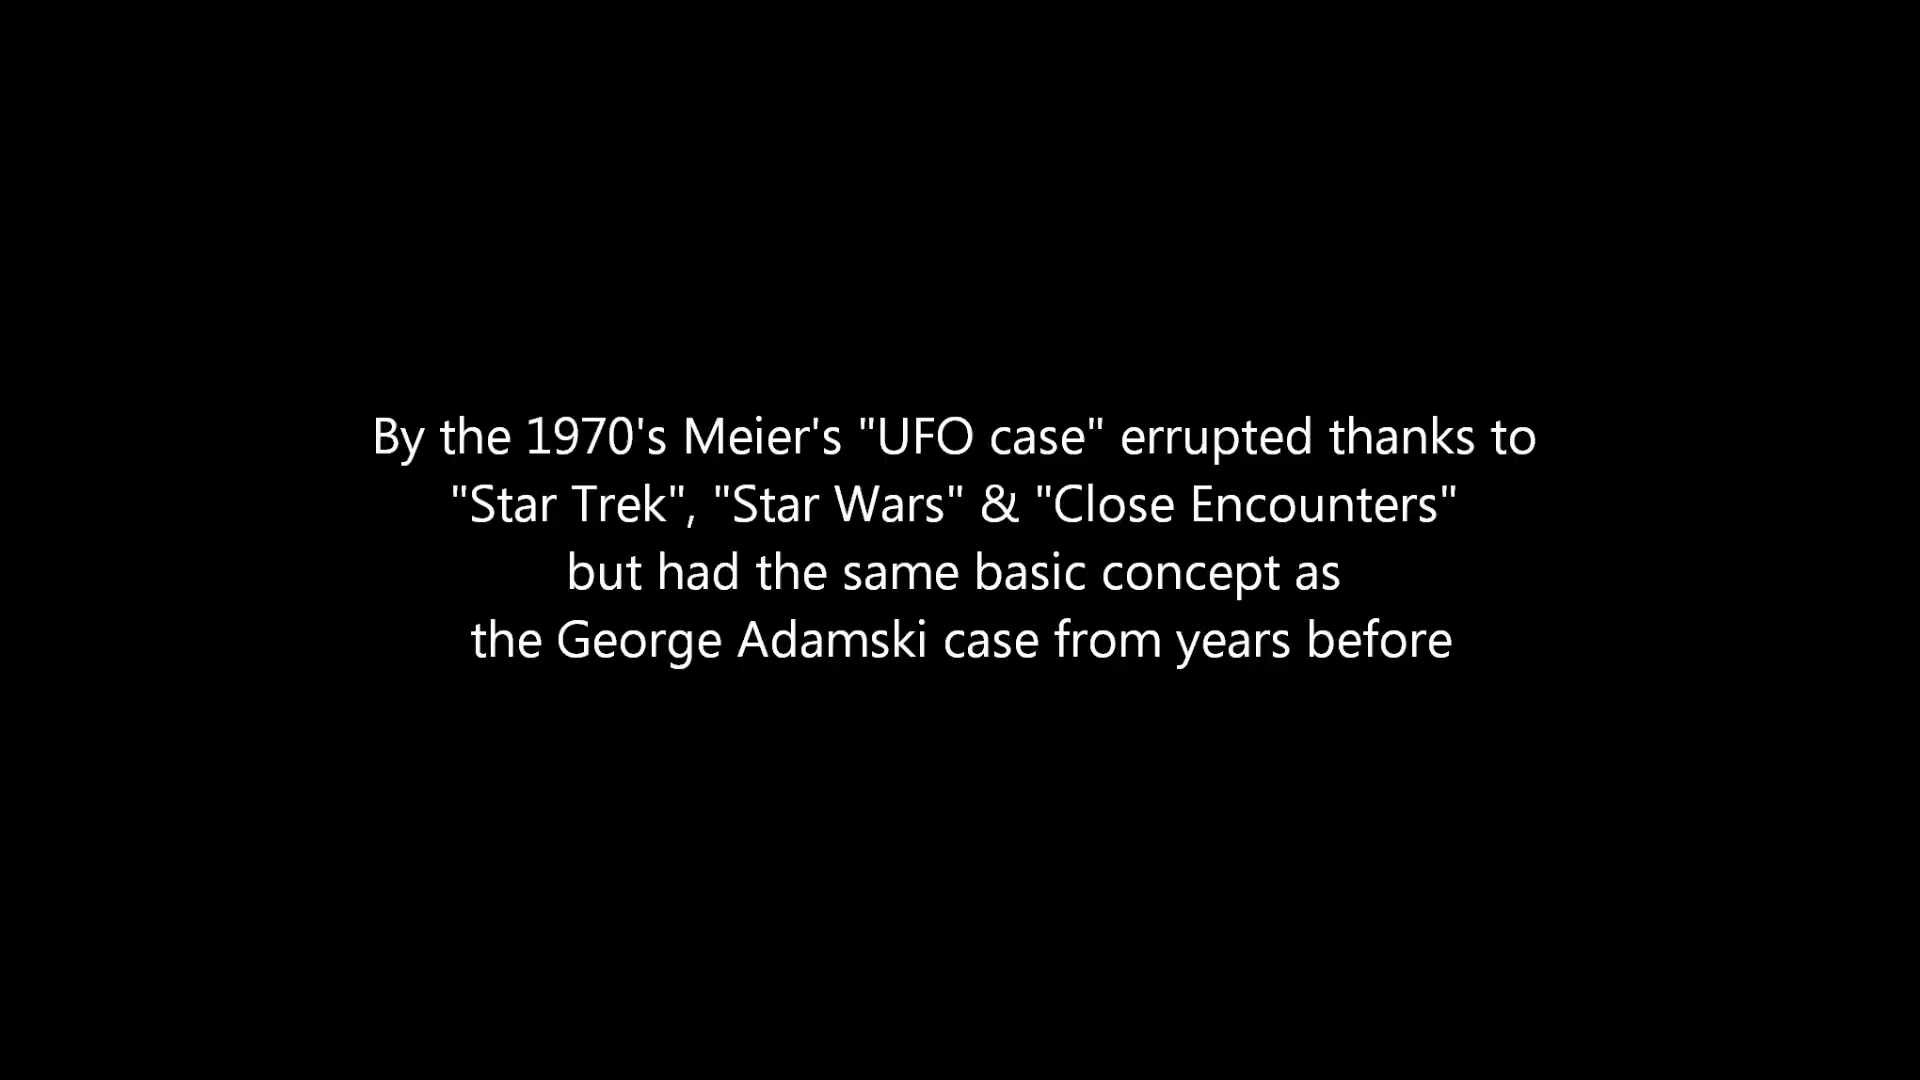 By the 1970's Meier's "UFO case" errupted thanks to
"Star Trek", "Star Wars" & "Close Encounters"
but had the same basic concept as
the George Adamski case from years before